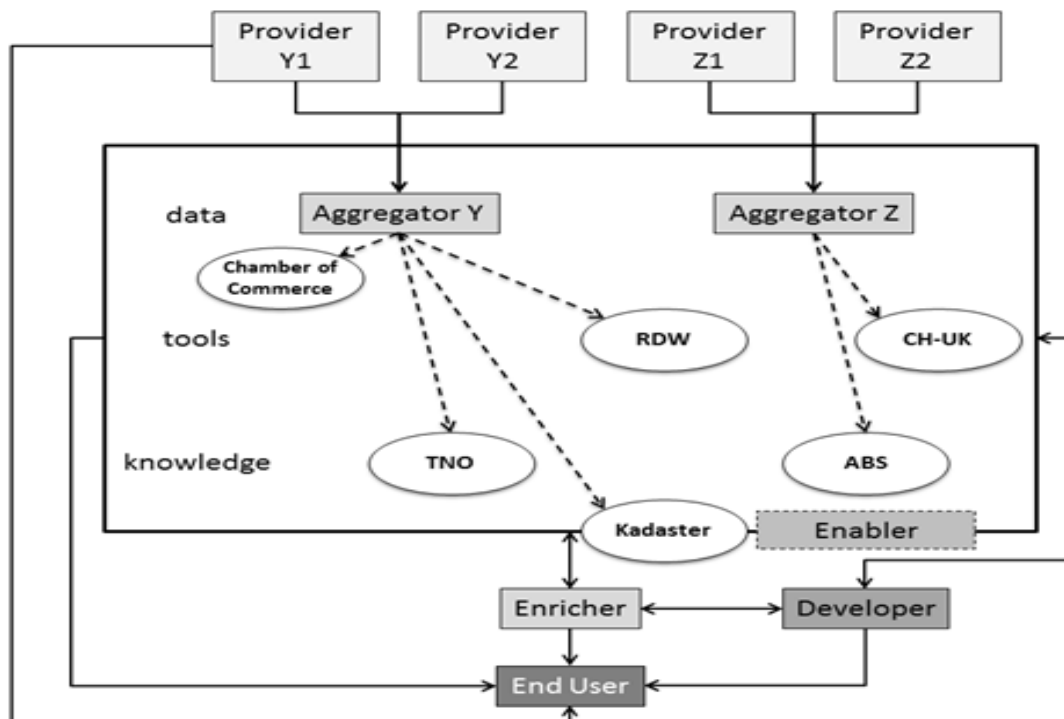 Provider
Y1
Provider
Y2
Provider
Z1
Provider
Z2
data
Aggregator Y
Aggregator Z
Chamber of
Commerce
tools
RDW
CH-UK
knowledge
TNO
ABS
Kadaster
Enabler
Enricher
Developer
End User